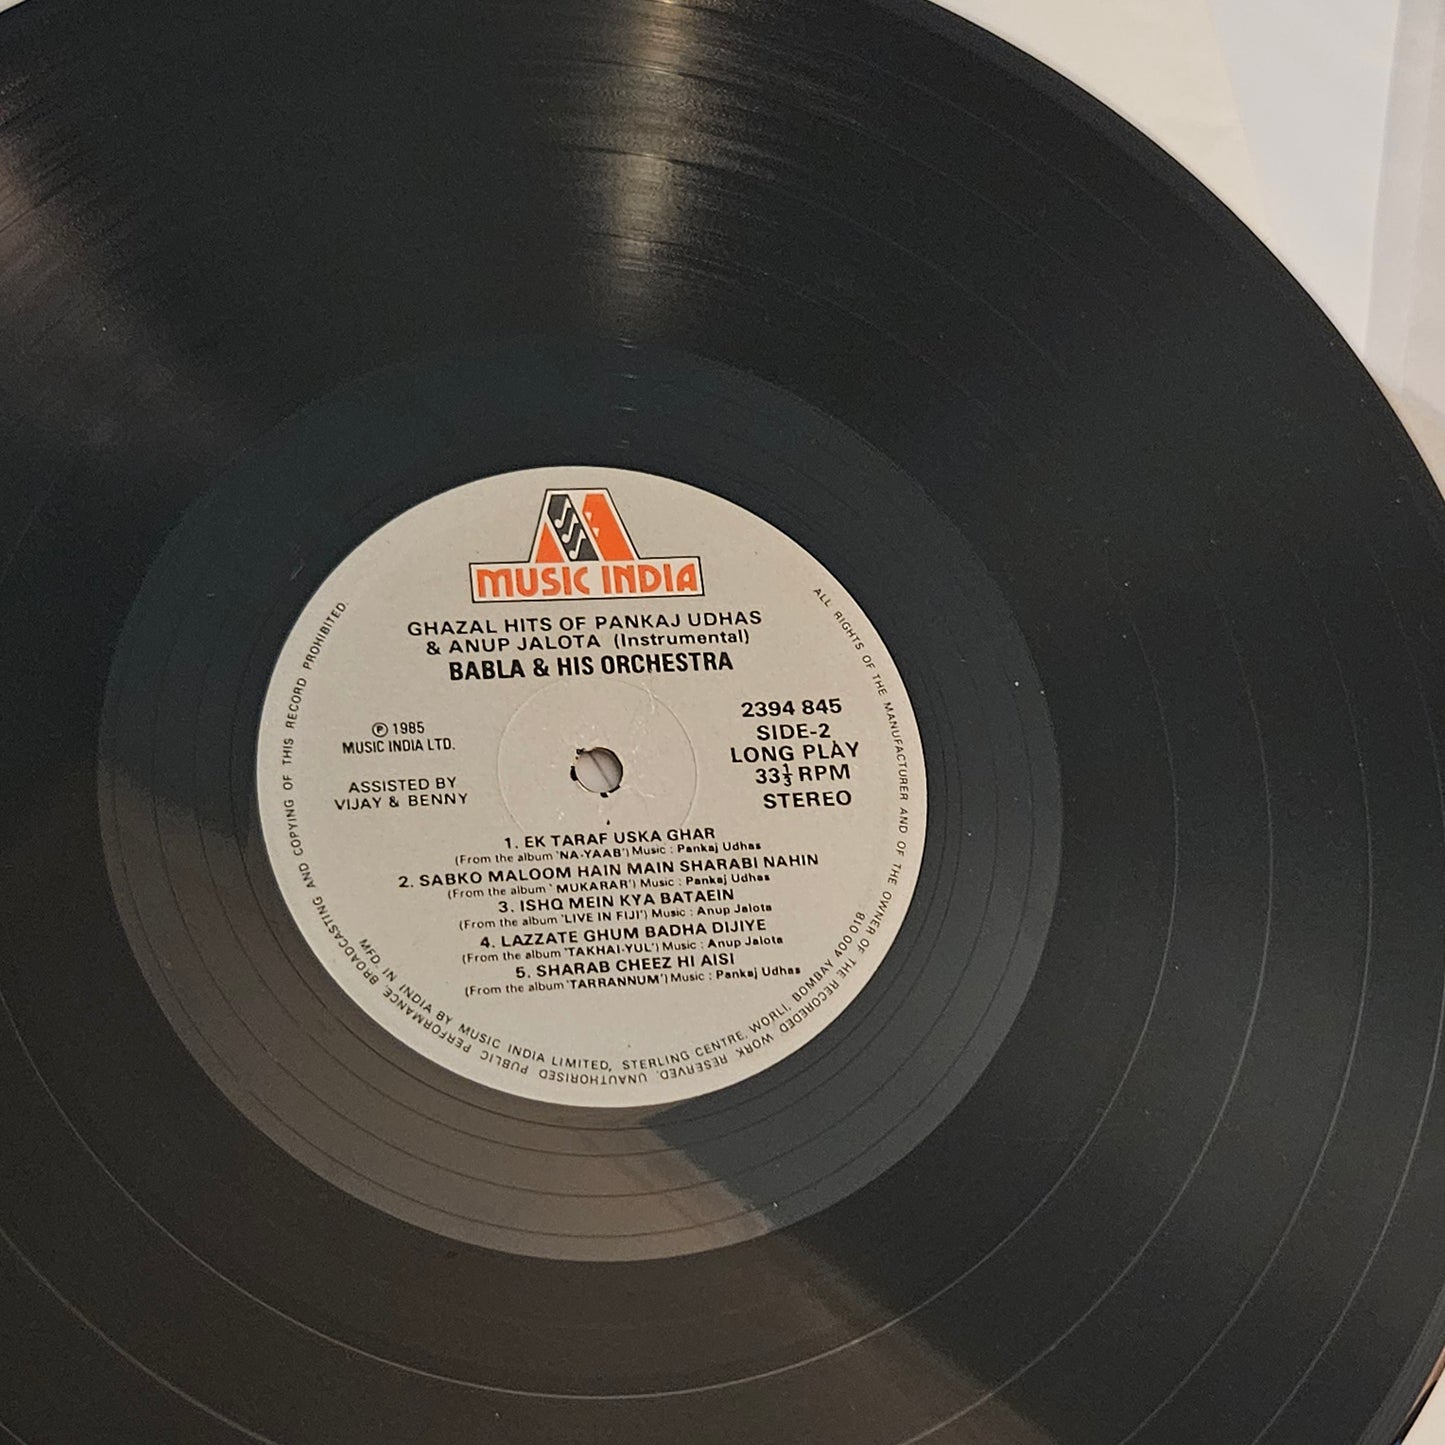 MUSIC INDIA
GHAZAL HITS OF PANKAJ UDHAS
& ANUP JALOTA (Instrumental)
BABLA & HIS ORCHESTRA
℗ 1985
MUSIC INDIA LTD.
ASSISTED BY
VIJAY & BENNY
2394 845
SIDE-2
LONG PLAY
33⅓ RPM
STEREO
1. EK TARAF USKA GHAR
(From the album 'NA-YAAB') Music : Pankaj Udhas
2. SABKO MALOOM HAIN MAIN SHARABI NAHIN
(From the album ' MUKARAR') Music : Pankaj Udhas
3. ISHQ MEIN KYA BATAEIN
(From the album 'LIVE IN FIJI') Music : Anup Jalota
4. LAZZATE GHUM BADHA DIJIYE
(From the album 'TAKHAI-YUL') Music : Anup Jalota
5. SHARAB CHEEZ HI AISI
(From the album 'TARRANNUM') Music : Pankaj Udhas
MFD. IN INDIA BY MUSIC INDIA LIMITED, STERLING CENTRE, WORLI, BOMBAY 400 018.
ALL RIGHTS OF THE MANUFACTURER AND OF THE OWNER OF THE RECOREDED WORK RESERVED. UNAUTHORISED PUBLIC PERFORMANCE, BROADCASTING AND COPYING OF THIS RECORD PROHIBITED.